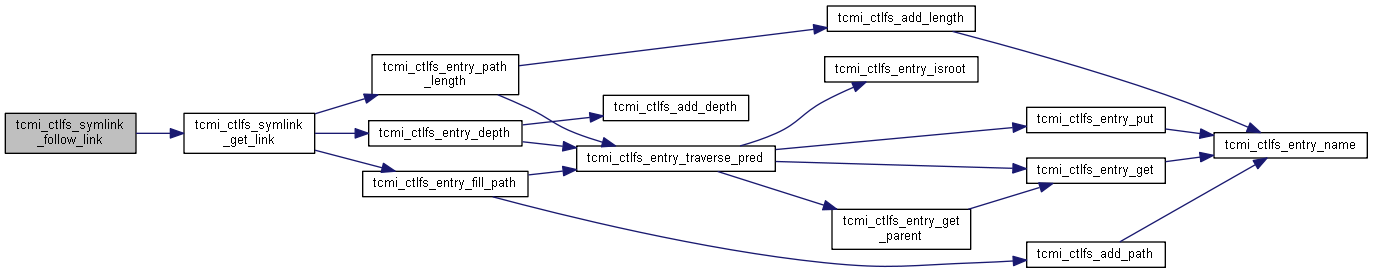 tcmi_ctlfs_symlink
_follow_link
tcmi_ctlfs_symlink
_get_link
tcmi_ctlfs_entry_path
_length
tcmi_ctlfs_entry_depth
tcmi_ctlfs_entry_fill_path
tcmi_ctlfs_add_depth
tcmi_ctlfs_entry_traverse_pred
tcmi_ctlfs_add_length
tcmi_ctlfs_entry_isroot
tcmi_ctlfs_entry_get
_parent
tcmi_ctlfs_entry_put
tcmi_ctlfs_entry_get
tcmi_ctlfs_add_path
tcmi_ctlfs_entry_name